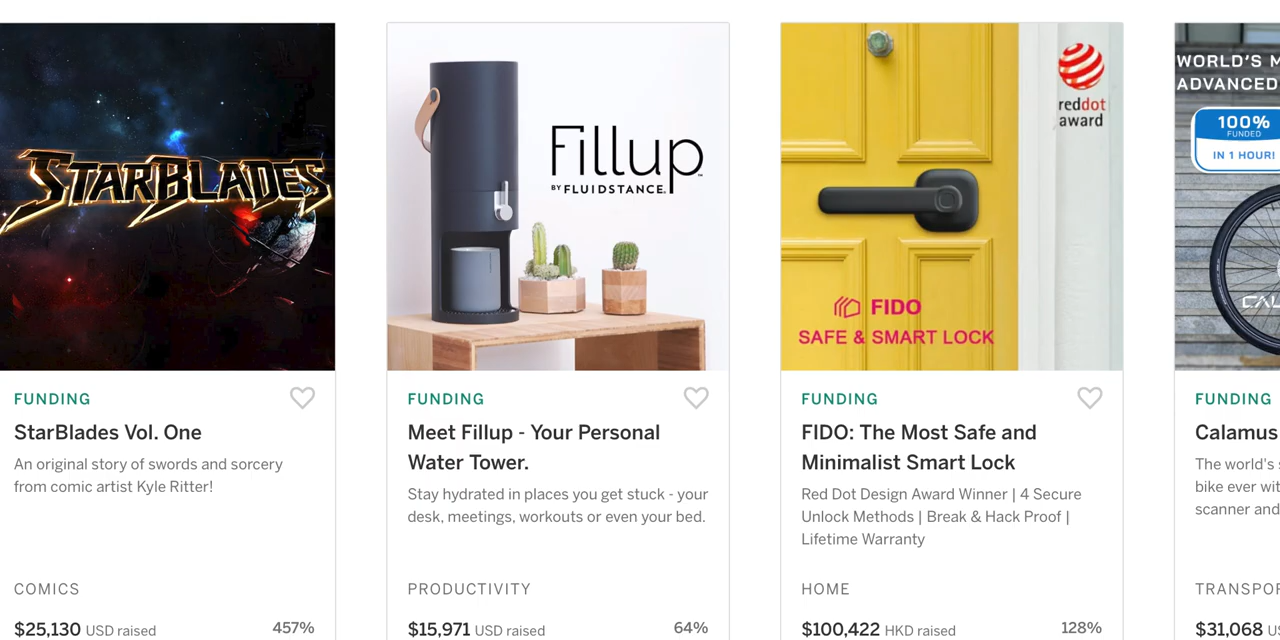 STARBLADES
FUNDING
StarBlades Vol. One
An original story of swords and sorcery
from comic artist Kyle Ritter!
COMICS
$25,130 USD raised
457%
Fillup™
BY FLUIDSTANCE.
FUNDING
Meet Fillup - Your Personal
Water Tower.
Stay hydrated in places you get stuck - your
desk, meetings, workouts or even your bed.
PRODUCTIVITY
$15,971 USD raised
64%
reddot
award
FIDO
SAFE & SMART LOCK
FUNDING
FIDO: The Most Safe and
Minimalist Smart Lock
Red Dot Design Award Winner | 4 Secure
Unlock Methods | Break & Hack Proof |
Lifetime Warranty
HOME
$100,422 HKD raised
128%
WORLD'S
ADVANCED
100%
FUNDED
IN 1 HOUR!
FUNDING
Calamus
The world's
bike ever
scanner and
$31,068